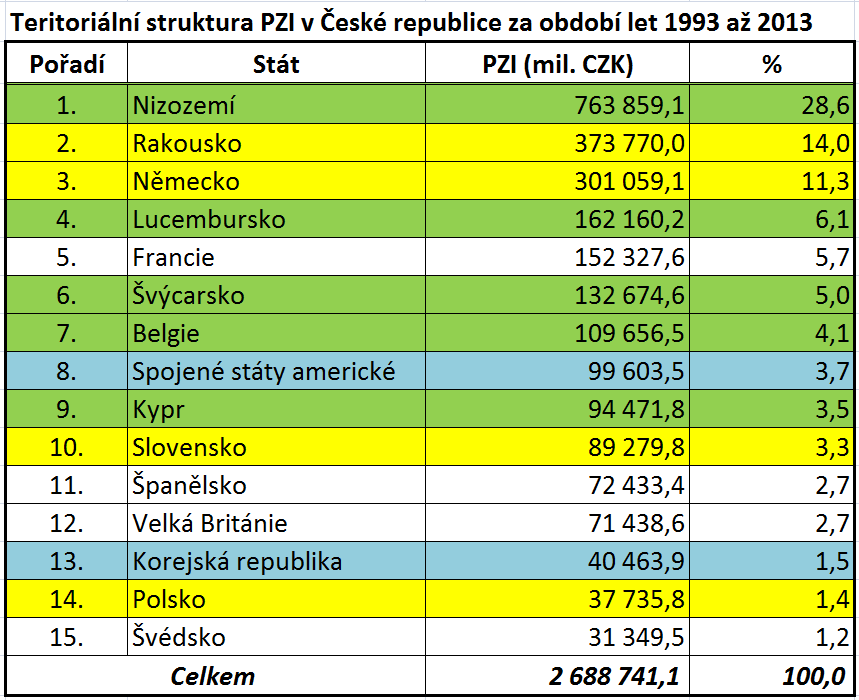 Teritoriální struktura PZI v České republice za období let 1993 až 2013
Pořadí Stát PZI (mil. CZK) %
1. Nizozemí 763 859,1 28,6
2. Rakousko 373 770,0 14,0
3. Německo 301 059,1 11,3
4. Lucembursko 162 160,2 6,1
5. Francie 152 327,6 5,7
6. Švýcarsko 132 674,6 5,0
7. Belgie 109 656,5 4,1
8. Spojené státy americké 99 603,5 3,7
9. Kypr 94 471,8 3,5
10. Slovensko 89 279,8 3,3
11. Španělsko 72 433,4 2,7
12. Velká Británie 71 438,6 2,7
13. Korejská republika 40 463,9 1,5
14. Polsko 37 735,8 1,4
15. Švédsko 31 349,5 1,2
Celkem 2 688 741,1 100,0